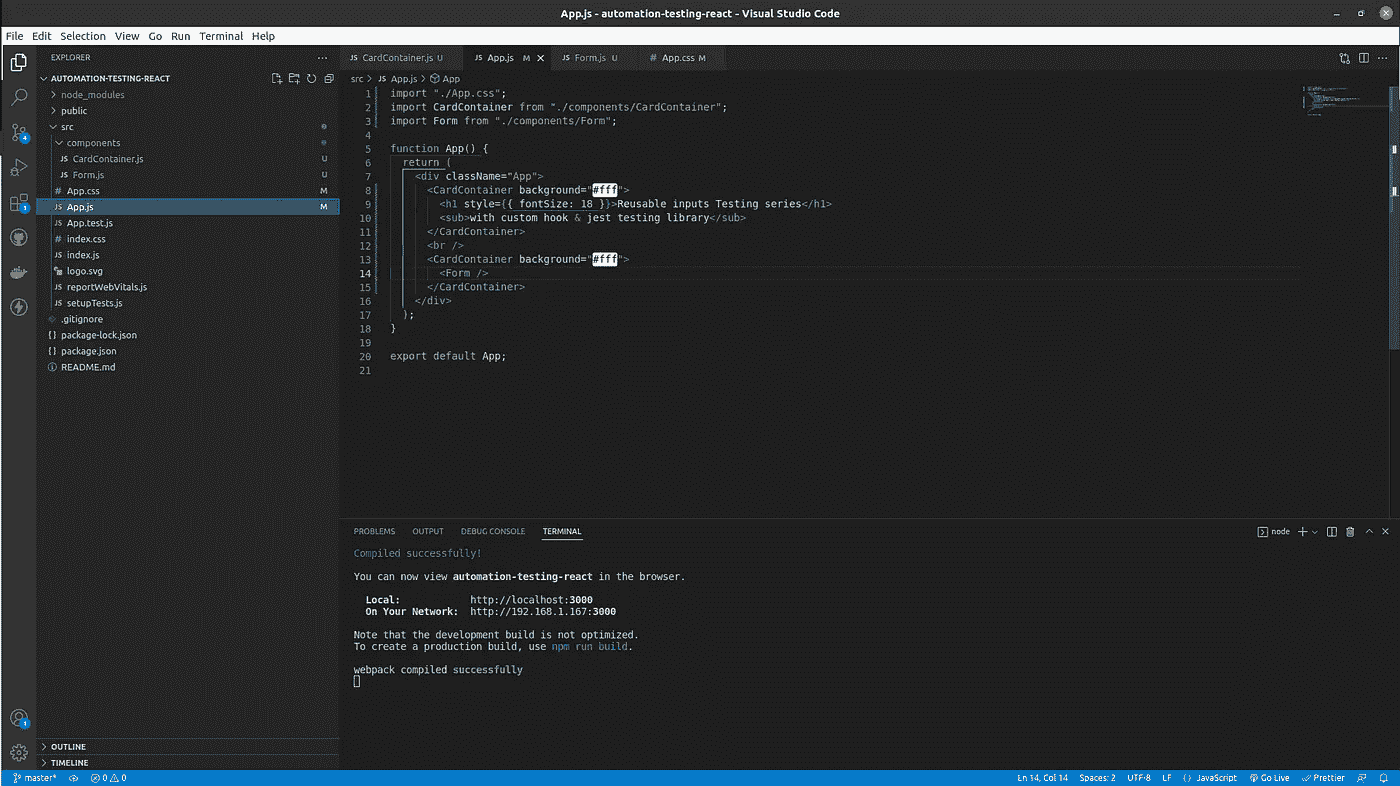 App.js - automation-testing-react - Visual Studio Code
File Edit Selection View Go Run Terminal Help
EXPLORER
AUTOMATION-TESTING-REACT
node_modules
public
src
components
JS CardContainer.js U
JS Form.js U
# App.css M
JS App.js M
JS App.test.js
# index.css
JS index.js
logo.svg
JS reportWebVitals.js
JS setupTests.js
.gitignore
{} package-lock.json
{} package.json
README.md
OUTLINE
TIMELINE
4
1
1
JS CardContainer.js U JS App.js M JS Form.js U # App.css M
src > JS App.js > App
1 import "./App.css";
2 import CardContainer from "./components/CardContainer";
3 import Form from "./components/Form";
4
5 function App() {
6 return (
7 <div className="App">
8 <CardContainer background="#fff">
9 <h1 style={{ fontSize: 18 }}>Reusable inputs Testing series</h1>
10 <sub>with custom hook & jest testing library</sub>
11 </CardContainer>
12 <br />
13 <CardContainer background="#fff">
14 <Form />
15 </CardContainer>
16 </div>
17 );
18 }
19
20 export default App;
21
PROBLEMS OUTPUT DEBUG CONSOLE TERMINAL
node
Compiled successfully!
You can now view automation-testing-react in the browser.
Local: http://localhost:3000
On Your Network: http://192.168.1.167:3000
Note that the development build is not optimized.
To create a production build, use npm run build.
webpack compiled successfully
master* 0 0 Ln 14, Col 14 Spaces: 2 UTF-8 LF {} JavaScript Go Live Prettier